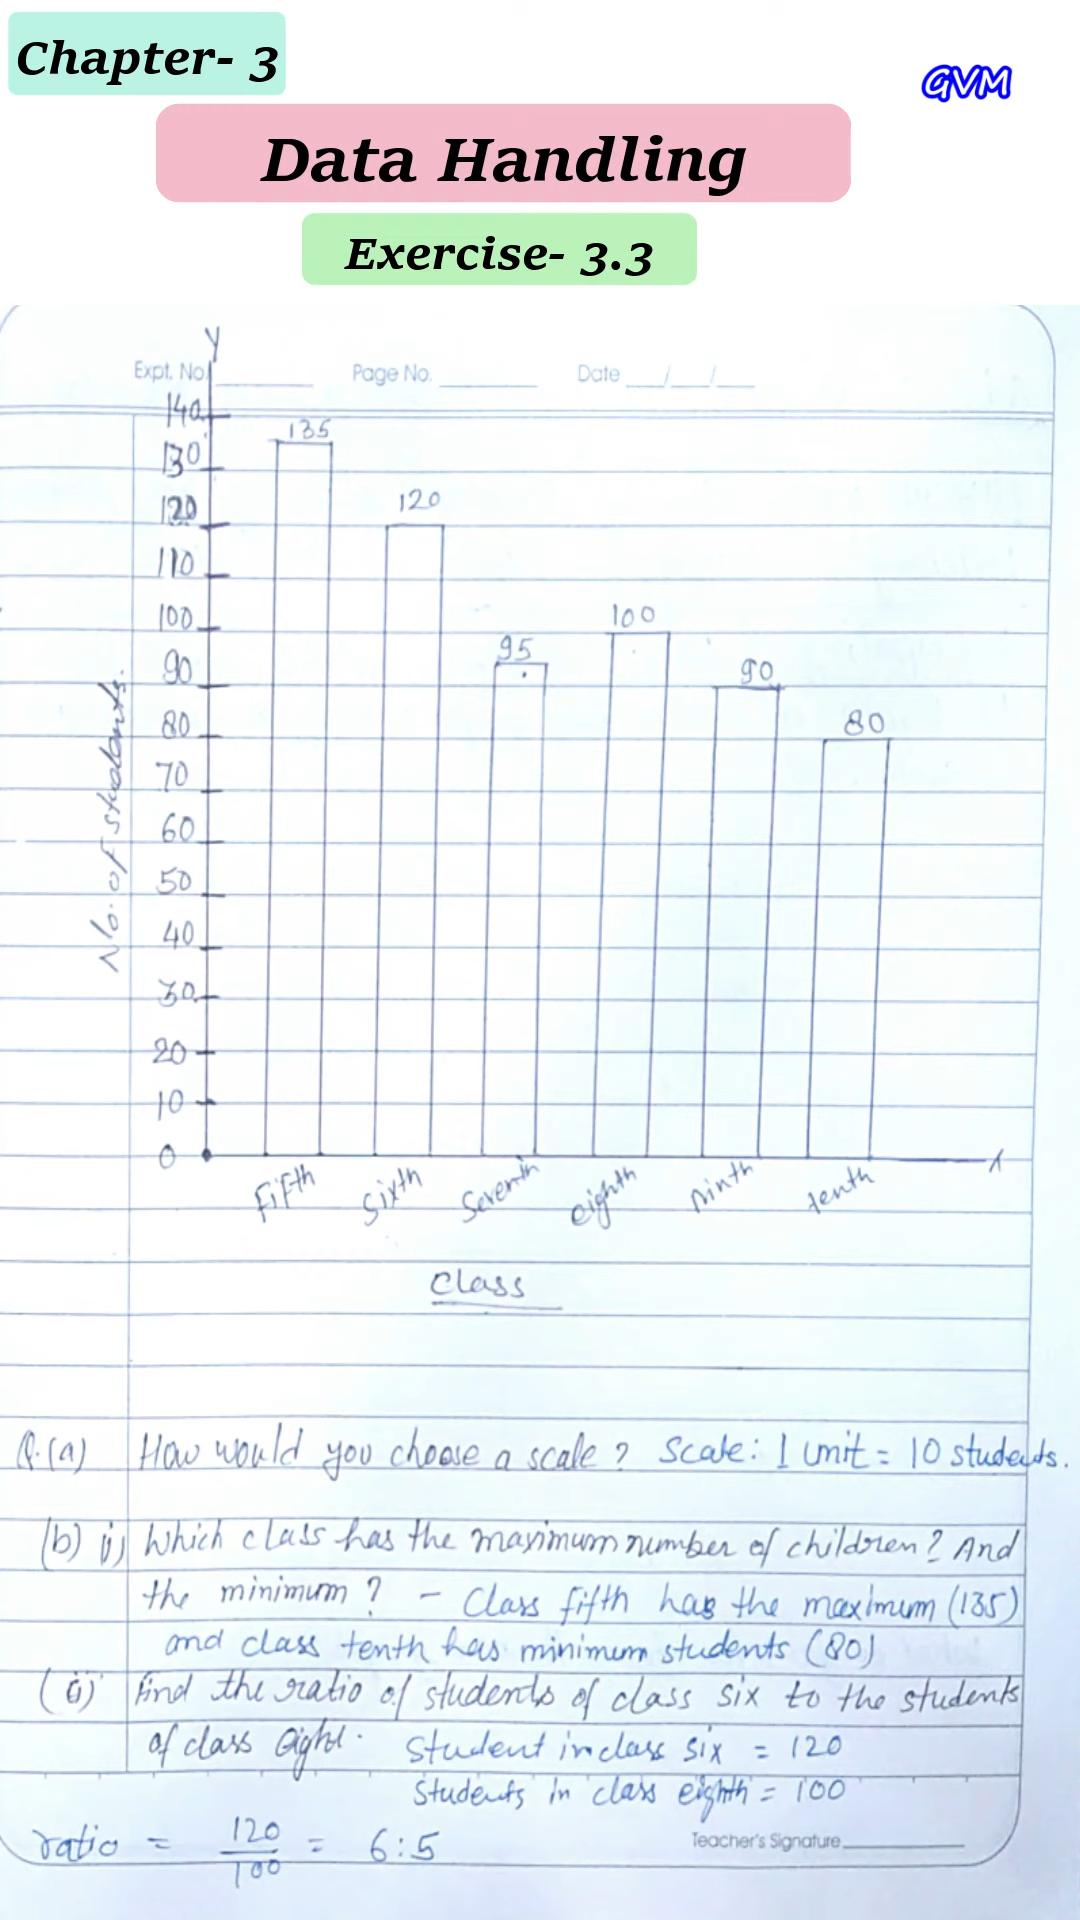 Chapter- 3
GVM
Data Handling
Exercise- 3.3
Y
Expt. No. Page No. Date / /
140
135
130
120
120
110
100
100
95
90
90
80
80
70
60
50
40
30
20
10
0
No. of students.
Fifth Sixth Seventh eighth ninth tenth
X
Class
Q.(a) How would you choose a scale? Scale: 1 unit = 10 students.
(b) (i) Which class has the maximum number of children? And
the minimum? - Class fifth has the maximum (135)
and class tenth has minimum students (80)
(ii) Find the ratio of students of class six to the students
of class eight. Student in class six = 120
Students in class eighth = 100
ratio = 120/100 = 6:5
Teacher's Signature